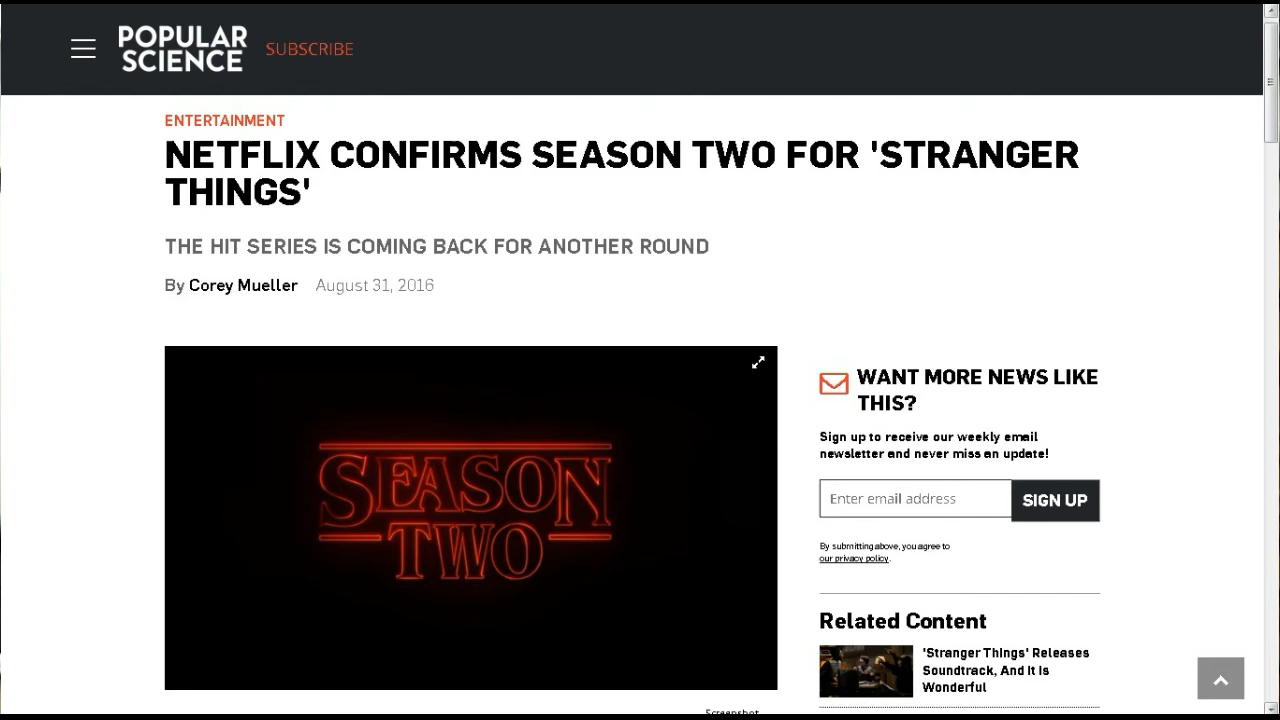 POPULAR
SCIENCE
SUBSCRIBE
ENTERTAINMENT
NETFLIX CONFIRMS SEASON TWO FOR 'STRANGER
THINGS'
THE HIT SERIES IS COMING BACK FOR ANOTHER ROUND
By Corey Mueller August 31, 2016
SEASON
TWO
Screenshot
WANT MORE NEWS LIKE
THIS?
Sign up to receive our weekly email
newsletter and never miss an update!
Enter email address
SIGN UP
By submitting above, you agree to
our privacy policy.
Related Content
'Stranger Things' Releases
Soundtrack, And It Is
Wonderful